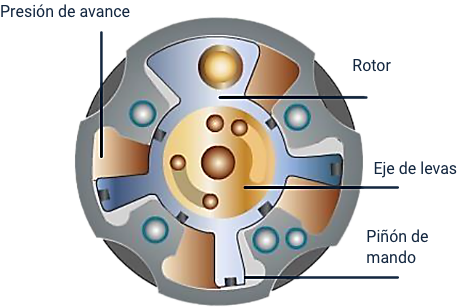 Presión de avance
Rotor
Eje de levas
Piñón de
mando